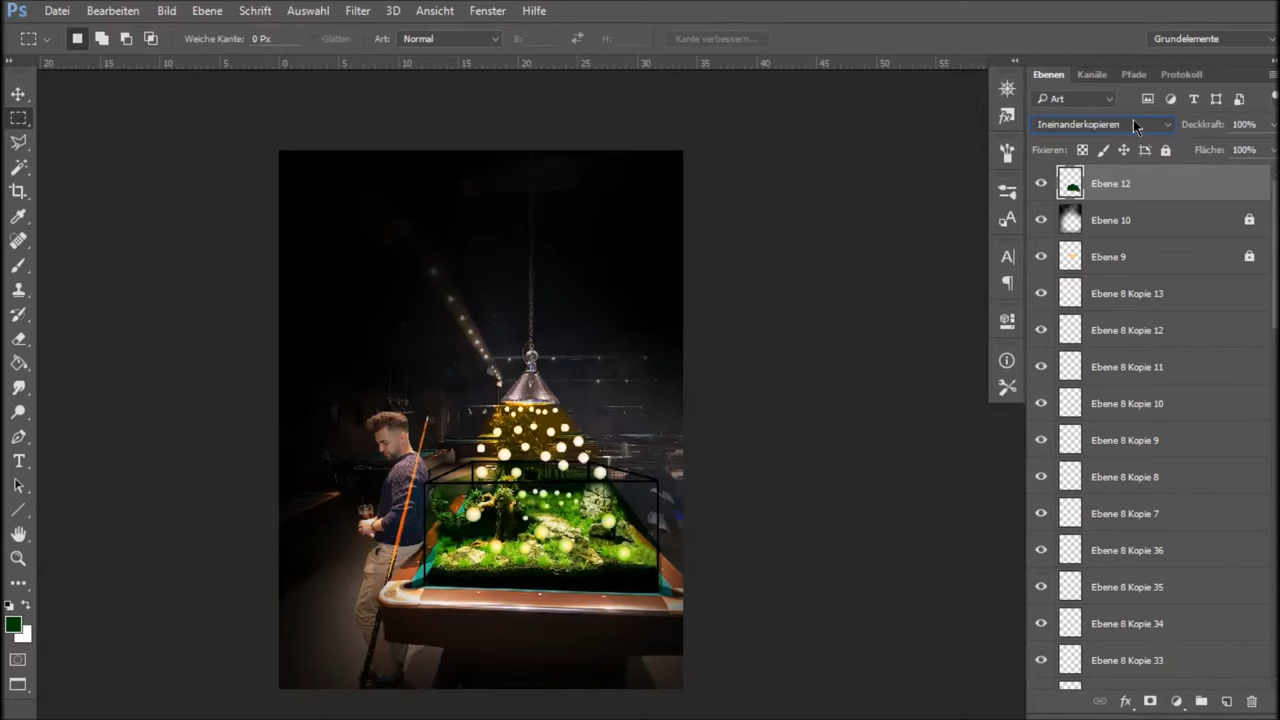 Ps Datei Bearbeiten Bild Ebene Schrift Auswahl Filter 3D Ansicht Fenster Hilfe
Weiche Kante: 0 Px Glätten Art: Normal B: H: Kante verbessern... Grundelemente
20 5 0 5 10 15 20 25 30 35 40 45 50 55
Ebenen Kanäle Pfade Protokoll
Art
Ineinanderkopieren Deckkraft: 100%
Fixieren: Fläche: 100%
Ebene 12
Ebene 10
Ebene 9
Ebene 8 Kopie 13
Ebene 8 Kopie 12
Ebene 8 Kopie 11
Ebene 8 Kopie 10
Ebene 8 Kopie 9
Ebene 8 Kopie 8
Ebene 8 Kopie 7
Ebene 8 Kopie 36
Ebene 8 Kopie 35
Ebene 8 Kopie 34
Ebene 8 Kopie 33
fx